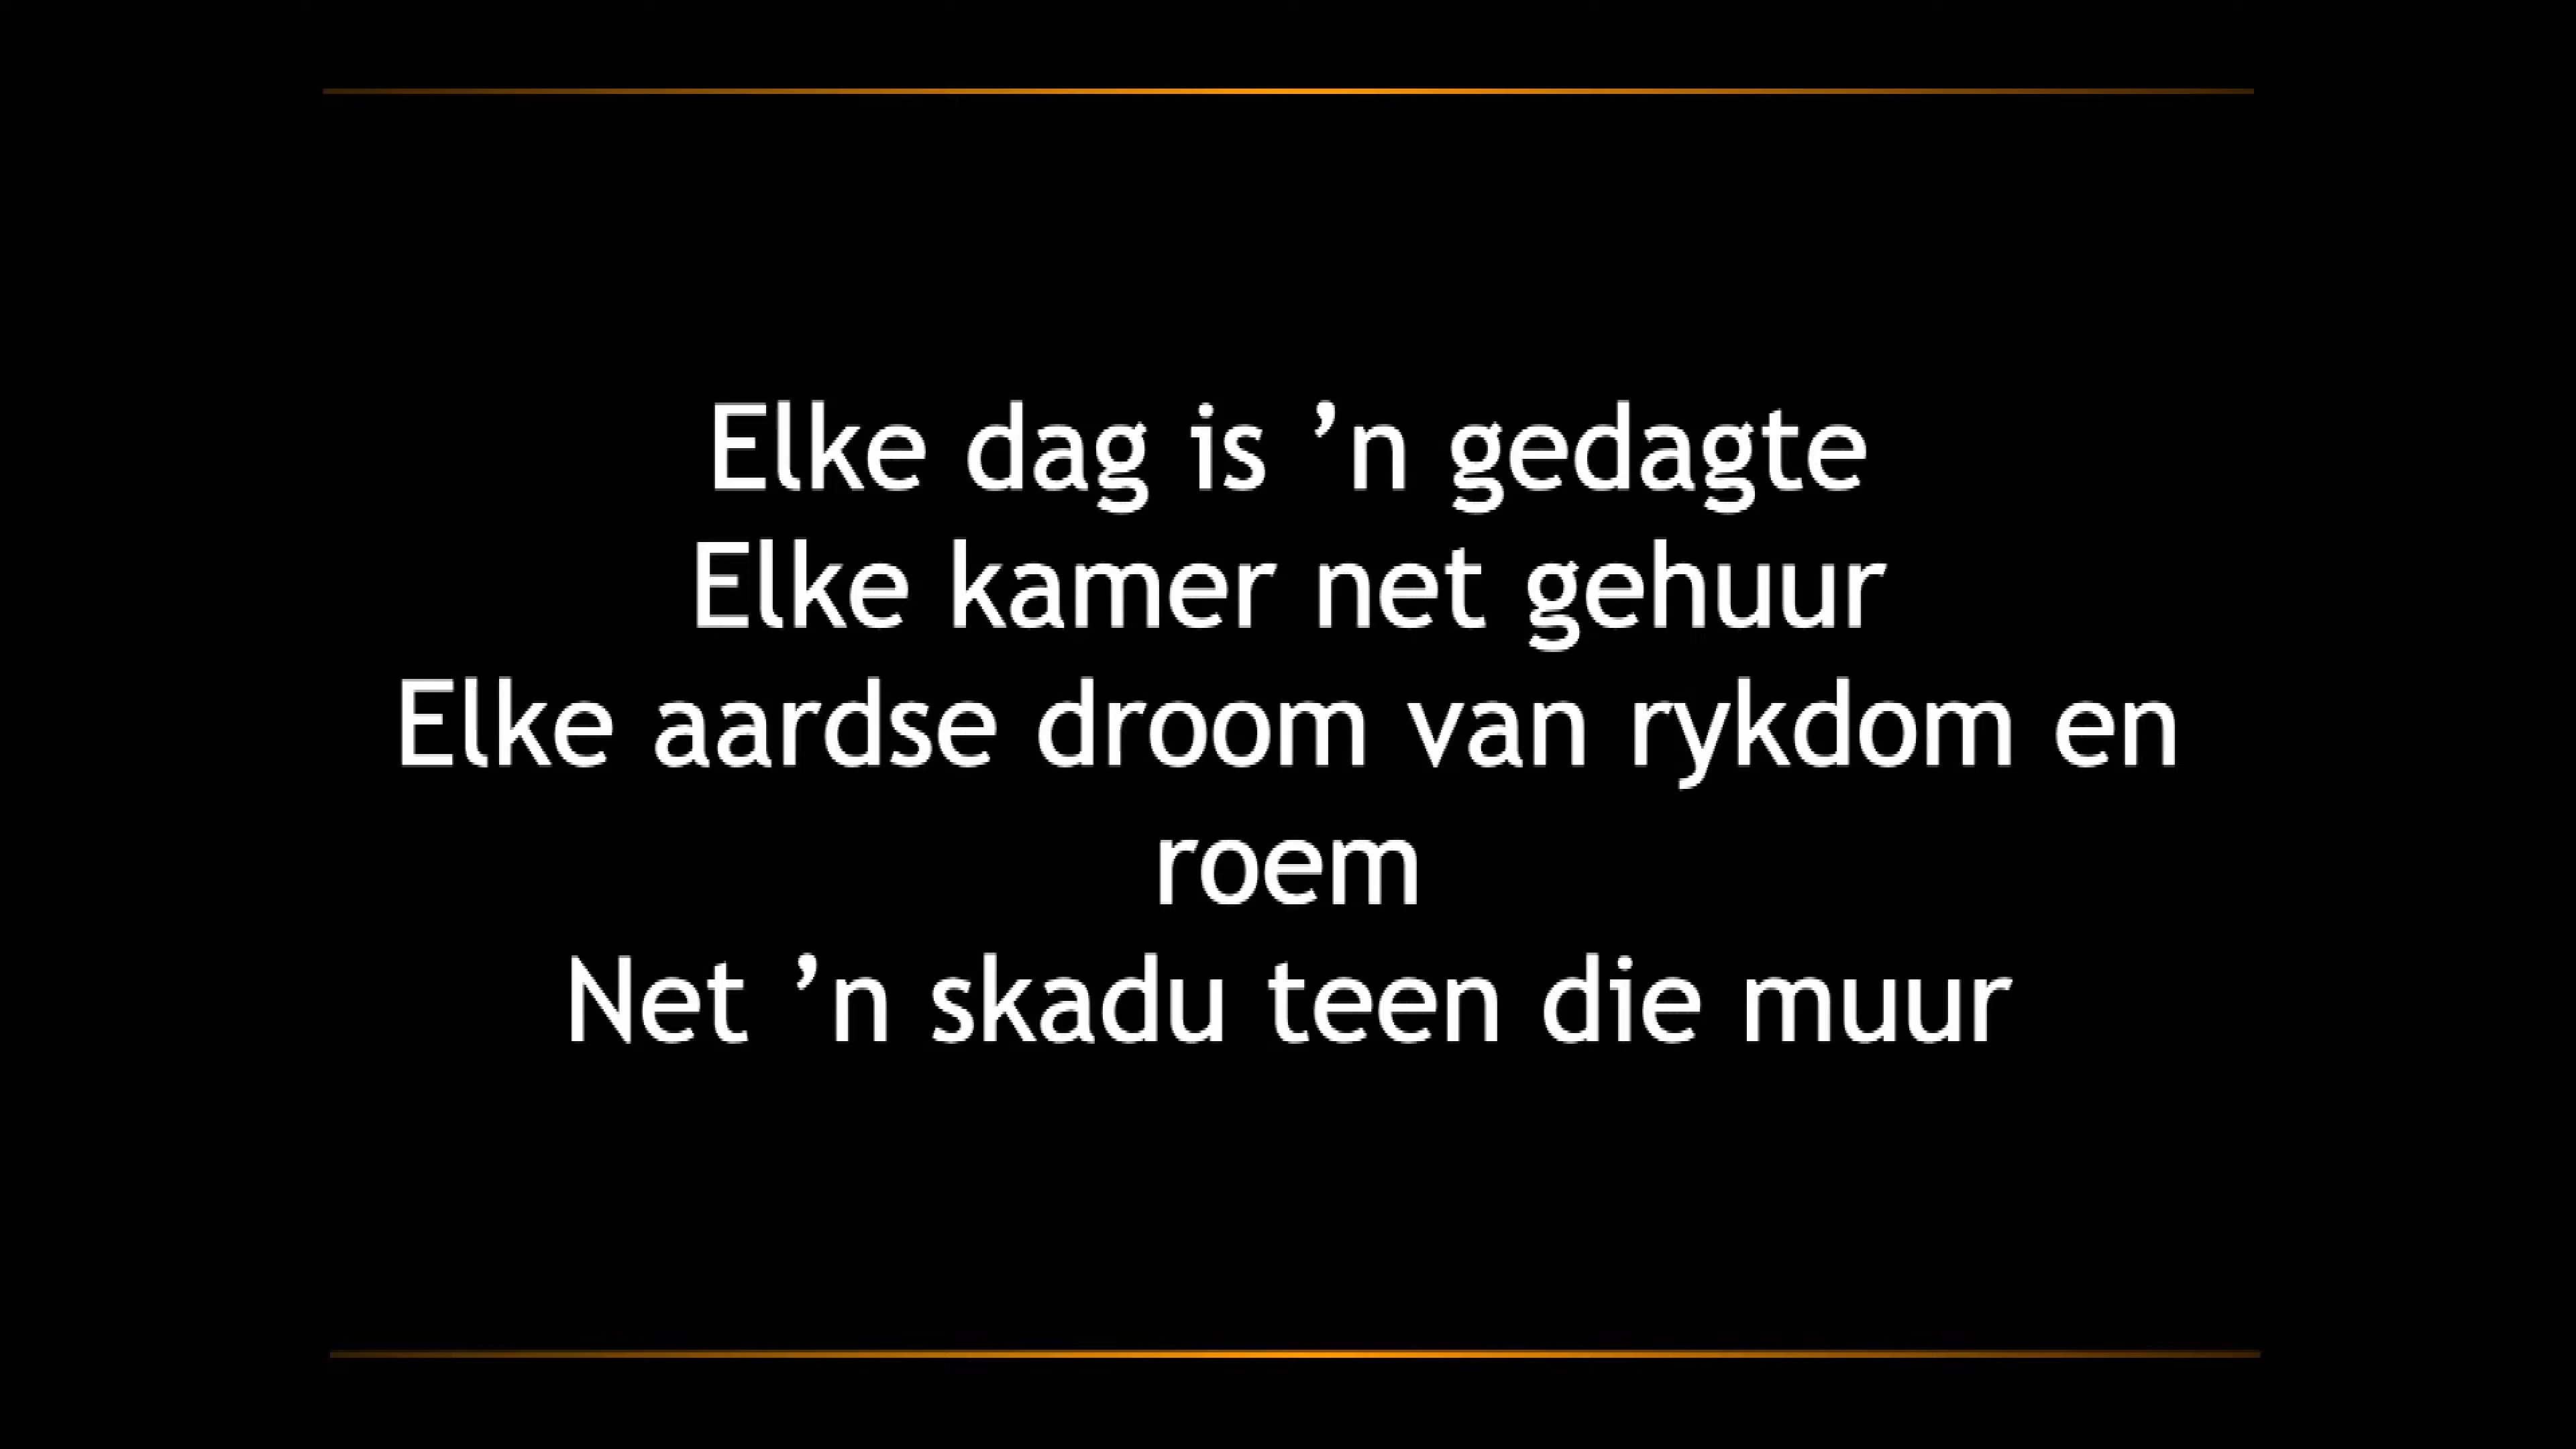 Elke dag is ’n gedagte
Elke kamer net gehuur
Elke aardse droom van rykdom en
roem
Net ’n skadu teen die muur